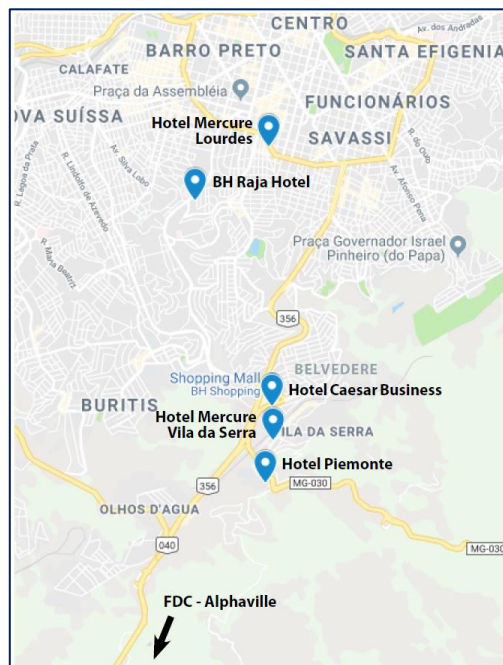 CENTRO
Av. dos Andradas
BARRO PRETO
SANTA EFIGENIA
CALAFATE
Praça da Assembléia
FUNCIONÁRIOS
OVA SUÍSSA
Hotel Mercure
Lourdes
SAVASSI
R. do Ouro
Av. Silva Lobo
R. Lagoa da Prata
R. Lindolfo de Azevedo
BH Raja Hotel
Av. Afonso Pena
Praça Governador Israel
Pinheiro (do Papa)
R. Maria Beatriz
356
BELVEDERE
Shopping Mall
BH Shopping
Hotel Caesar Business
BURITIS
Hotel Mercure
Vila da Serra
ILA DA SERRA
Hotel Piemonte
356
MG-030
OLHOS D'AGUA
040
MG-030
FDC - Alphaville